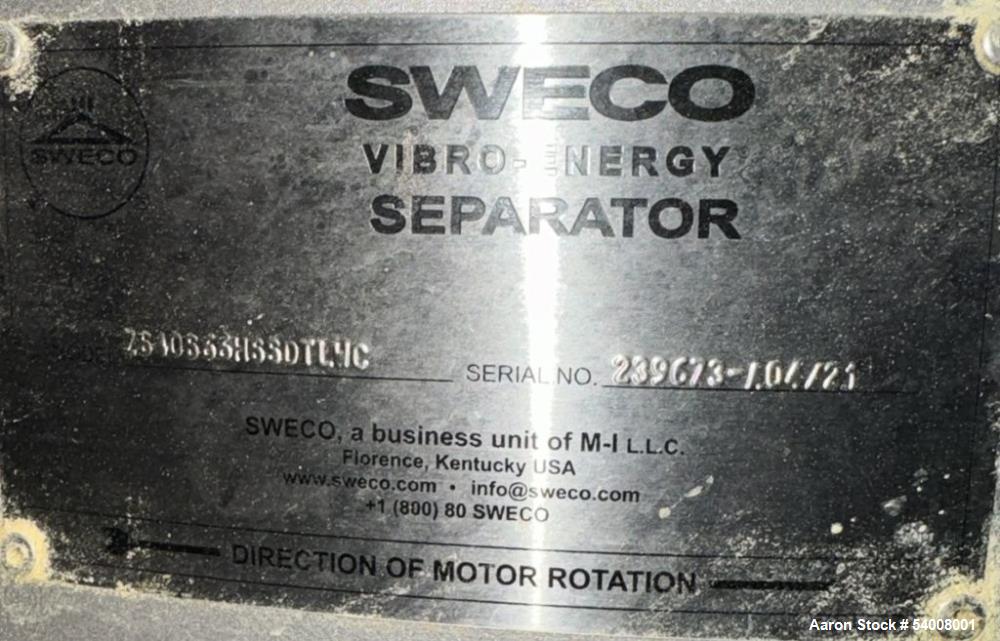 SWECO
VIBRO-ENERGY
SEPARATOR
SWECO
MODEL
SERIAL NO.
SWECO, a business unit of M-I L.L.C.
Florence, Kentucky USA
www.sweco.com • info@sweco.com
+1 (800) 80 SWECO
DIRECTION OF MOTOR ROTATION
Aaron Stock # 54008001